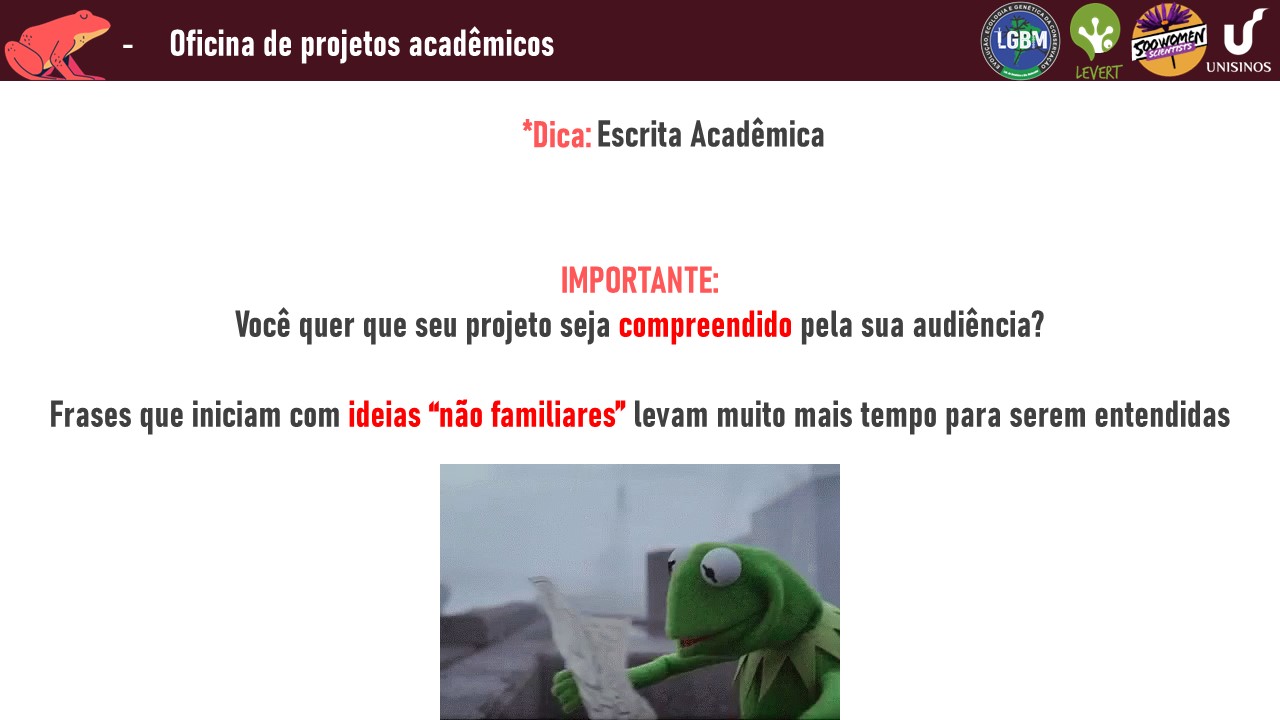 - Oficina de projetos acadêmicos
EVOLUÇÃO ECOLOGIA E GENÉTICA DA CONSERVAÇÃO
LGBM
LEVERT
500 WOMEN
SCIENTISTS
UNISINOS
*Dica: Escrita Acadêmica
IMPORTANTE:
Você quer que seu projeto seja compreendido pela sua audiência?
Frases que iniciam com ideias “não familiares” levam muito mais tempo para serem entendidas